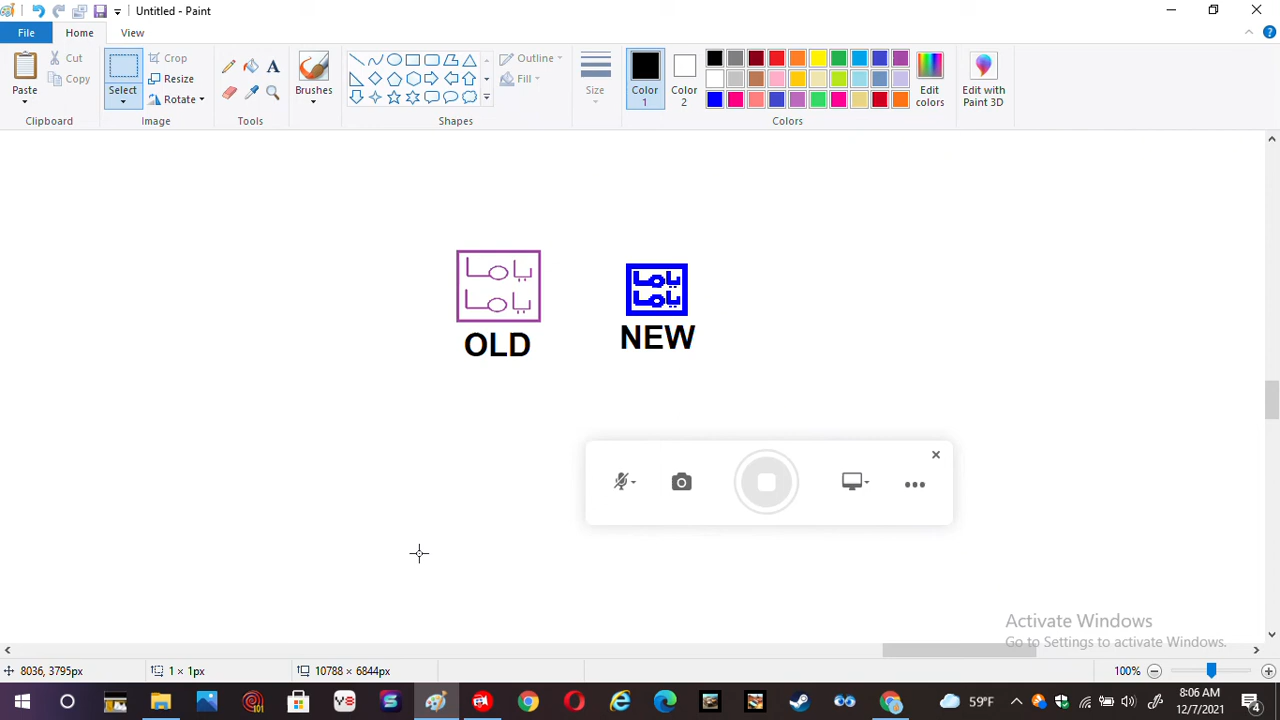 Untitled - Paint
File
Home
View
Paste
Cut
Copy
Clipboard
Select
Crop
Resize
Rotate
Image
Tools
Brushes
Shapes
Outline
Fill
Size
Color 1
Color 2
Edit colors
Colors
Edit with Paint 3D
OLD
NEW
Activate Windows
Go to Settings to activate Windows.
8036, 3795px
1 × 1px
10788 × 6844px
100%
59°F
8:06 AM
12/7/2021
4